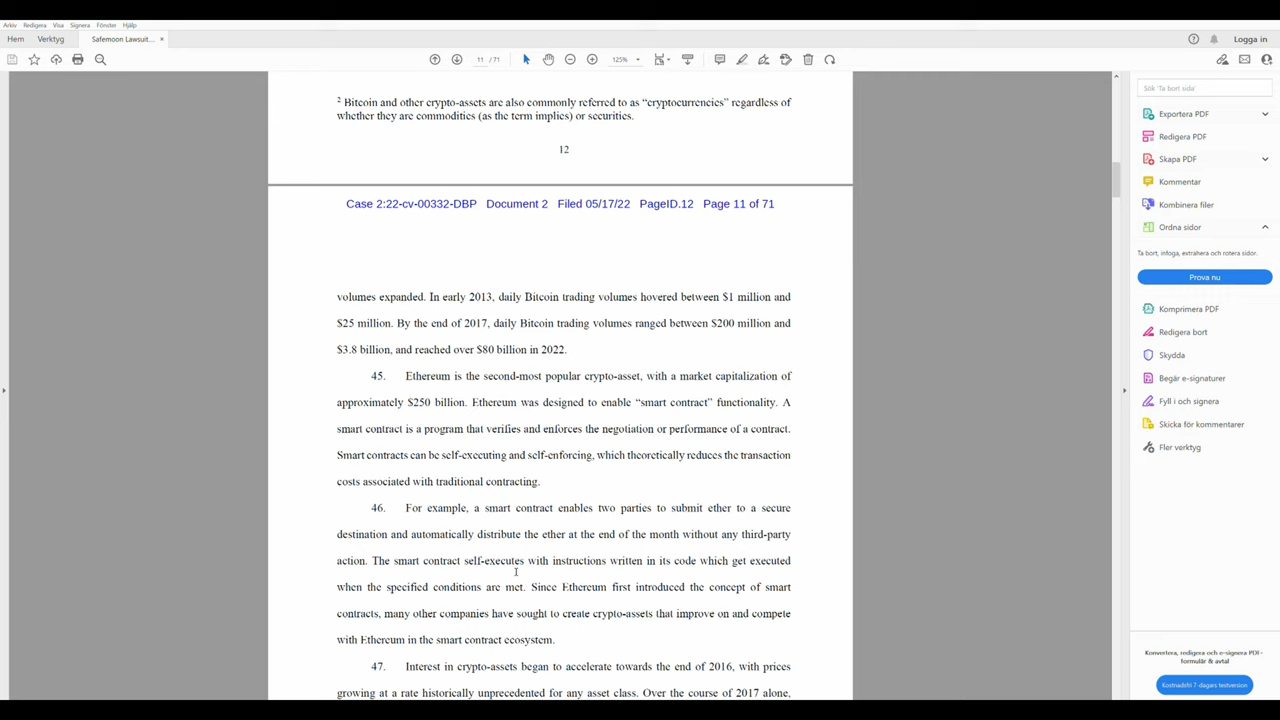 Arkiv Redigera Visa Signera Fönster Hjälp
Hem Verktyg Safemoon Lawsuit... × Logga in
11 / 71 125%
2 Bitcoin and other crypto-assets are also commonly referred to as “cryptocurrencies” regardless of
whether they are commodities (as the term implies) or securities.
12
Case 2:22-cv-00332-DBP Document 2 Filed 05/17/22 PageID.12 Page 11 of 71
volumes expanded. In early 2013, daily Bitcoin trading volumes hovered between $1 million and
$25 million. By the end of 2017, daily Bitcoin trading volumes ranged between $200 million and
$3.8 billion, and reached over $80 billion in 2022.
45. Ethereum is the second-most popular crypto-asset, with a market capitalization of
approximately $250 billion. Ethereum was designed to enable “smart contract” functionality. A
smart contract is a program that verifies and enforces the negotiation or performance of a contract.
Smart contracts can be self-executing and self-enforcing, which theoretically reduces the transaction
costs associated with traditional contracting.
46. For example, a smart contract enables two parties to submit ether to a secure
destination and automatically distribute the ether at the end of the month without any third-party
action. The smart contract self-executes with instructions written in its code which get executed
when the specified conditions are met. Since Ethereum first introduced the concept of smart
contracts, many other companies have sought to create crypto-assets that improve on and compete
with Ethereum in the smart contract ecosystem.
47. Interest in crypto-assets began to accelerate towards the end of 2016, with prices
growing at a rate historically unprecedented for any asset class. Over the course of 2017 alone,
Sök 'Ta bort sida'
Exportera PDF
Redigera PDF
Skapa PDF
Kommentar
Kombinera filer
Ordna sidor
Ta bort, infoga, extrahera och rotera sidor.
Prova nu
Komprimera PDF
Redigera bort
Skydda
Begär e-signaturer
Fyll i och signera
Skicka för kommentarer
Fler verktyg
Konvertera, redigera och e-signera PDF-
formulär & avtal
Kostnadsfri 7-dagars testversion